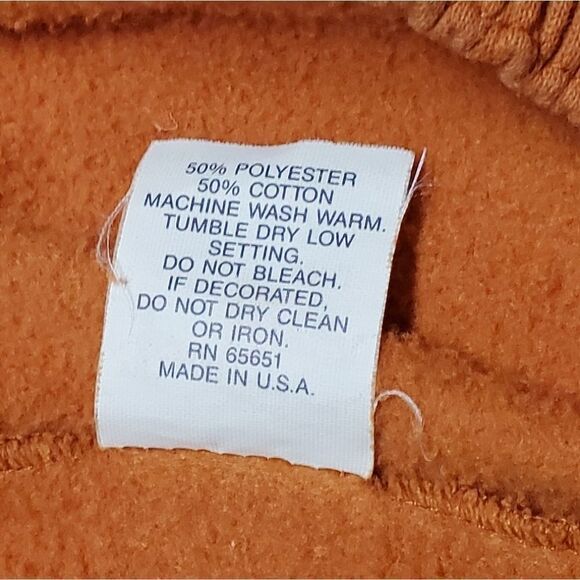 50% POLYESTER
50% COTTON
MACHINE WASH WARM.
TUMBLE DRY LOW
SETTING.
DO NOT BLEACH.
IF DECORATED,
DO NOT DRY CLEAN
OR IRON.
RN 65651
MADE IN U.S.A.